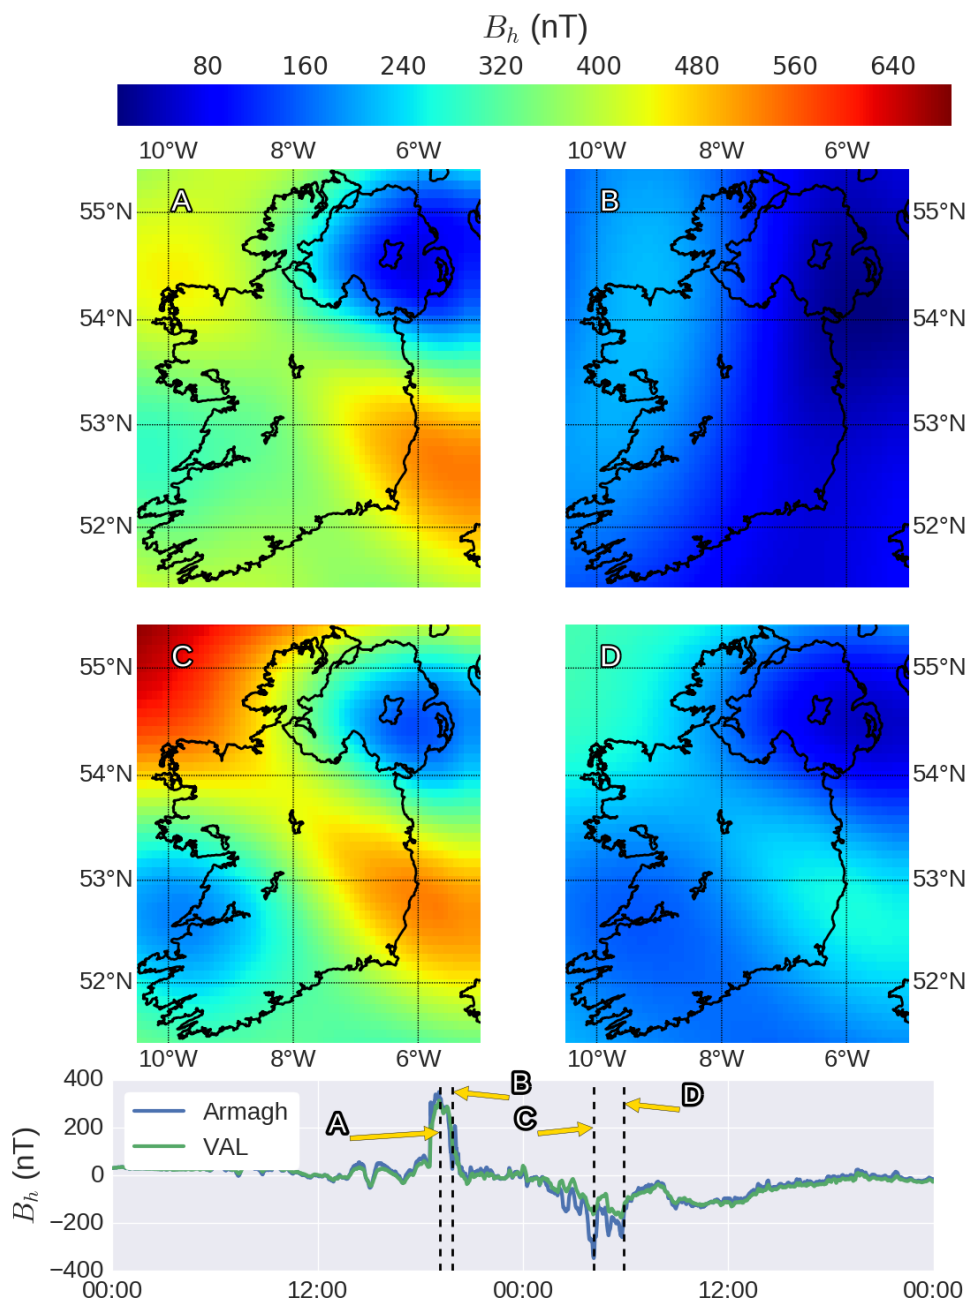 B_h (nT)
80 160 240 320 400 480 560 640
10°W 8°W 6°W 10°W 8°W 6°W
A B
55°N 55°N
54°N 54°N
53°N 53°N
52°N 52°N
C D
55°N 55°N
54°N 54°N
53°N 53°N
52°N 52°N
10°W 8°W 6°W 10°W 8°W 6°W
400
B
D
Armagh
C
200
A
VAL
B_h (nT)
0
−200
−400
00:00 12:00 00:00 12:00 00:00